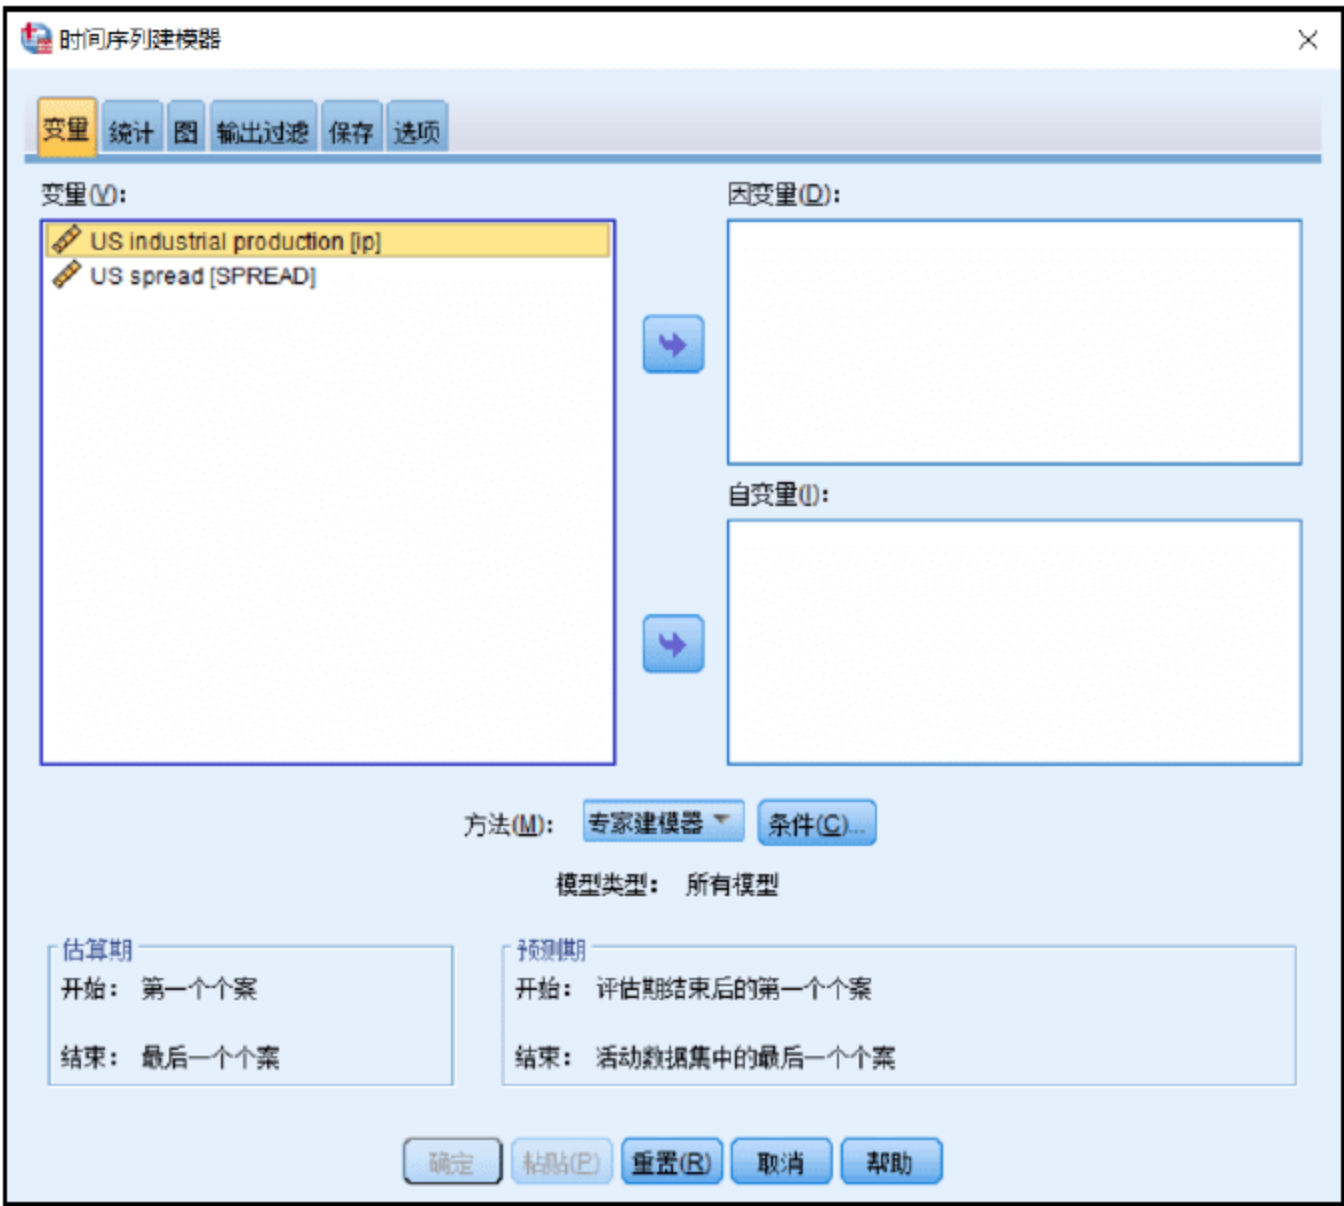 时间序列建模器
变量 统计 图 输出过滤 保存 选项
变量(V):
US industrial production [ip]
US spread [SPREAD]
因变量(D):
自变量(I):
方法(M): 专家建模器 条件(C)...
模型类型: 所有模型
估算期
开始: 第一个个案
结束: 最后一个个案
预测期
开始: 评估期结束后的第一个个案
结束: 活动数据集中的最后一个个案
确定 粘贴(P) 重置(R) 取消 帮助